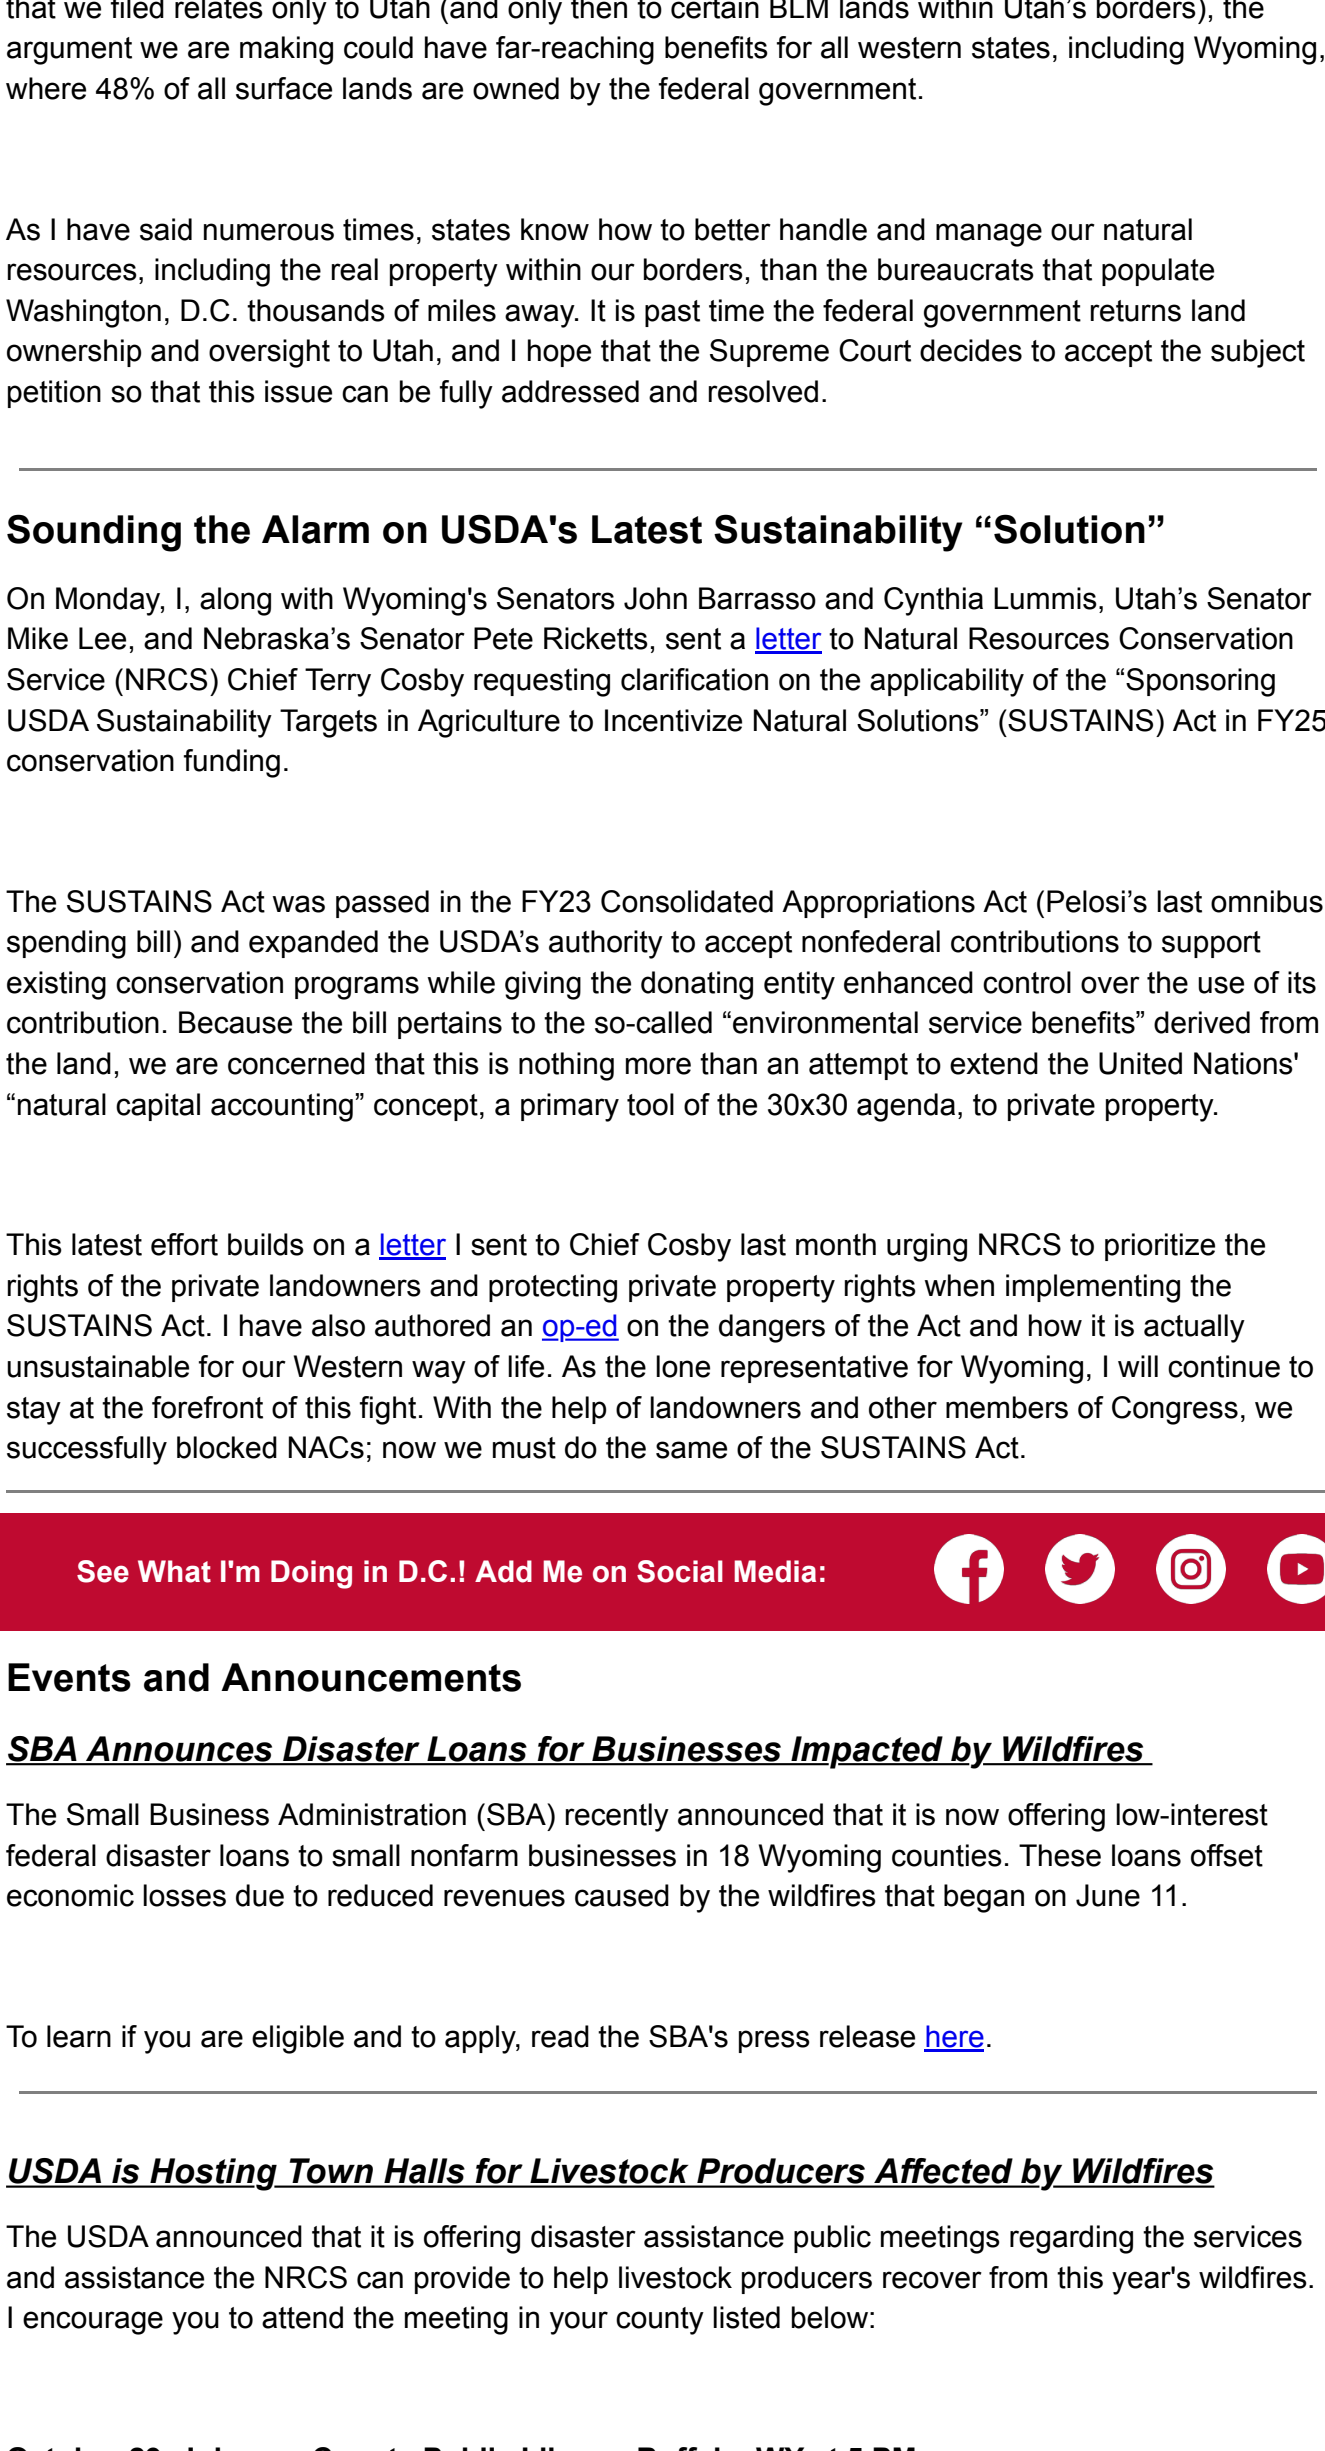 that we filed relates only to Utah (and only then to certain BLM lands within Utah’s borders), the
argument we are making could have far-reaching benefits for all western states, including Wyoming,
where 48% of all surface lands are owned by the federal government.
As I have said numerous times, states know how to better handle and manage our natural
resources, including the real property within our borders, than the bureaucrats that populate
Washington, D.C. thousands of miles away. It is past time the federal government returns land
ownership and oversight to Utah, and I hope that the Supreme Court decides to accept the subject
petition so that this issue can be fully addressed and resolved.
Sounding the Alarm on USDA's Latest Sustainability “Solution”
On Monday, I, along with Wyoming's Senators John Barrasso and Cynthia Lummis, Utah’s Senator
Mike Lee, and Nebraska’s Senator Pete Ricketts, sent a letter to Natural Resources Conservation
Service (NRCS) Chief Terry Cosby requesting clarification on the applicability of the “Sponsoring
USDA Sustainability Targets in Agriculture to Incentivize Natural Solutions” (SUSTAINS) Act in FY25
conservation funding.
The SUSTAINS Act was passed in the FY23 Consolidated Appropriations Act (Pelosi’s last omnibus
spending bill) and expanded the USDA’s authority to accept nonfederal contributions to support
existing conservation programs while giving the donating entity enhanced control over the use of its
contribution. Because the bill pertains to the so-called “environmental service benefits” derived from
the land, we are concerned that this is nothing more than an attempt to extend the United Nations'
“natural capital accounting” concept, a primary tool of the 30x30 agenda, to private property.
This latest effort builds on a letter I sent to Chief Cosby last month urging NRCS to prioritize the
rights of the private landowners and protecting private property rights when implementing the
SUSTAINS Act. I have also authored an op-ed on the dangers of the Act and how it is actually
unsustainable for our Western way of life. As the lone representative for Wyoming, I will continue to
stay at the forefront of this fight. With the help of landowners and other members of Congress, we
successfully blocked NACs; now we must do the same of the SUSTAINS Act.
See What I'm Doing in D.C.! Add Me on Social Media:
Events and Announcements
SBA Announces Disaster Loans for Businesses Impacted by Wildfires
The Small Business Administration (SBA) recently announced that it is now offering low-interest
federal disaster loans to small nonfarm businesses in 18 Wyoming counties. These loans offset
economic losses due to reduced revenues caused by the wildfires that began on June 11.
To learn if you are eligible and to apply, read the SBA's press release here.
USDA is Hosting Town Halls for Livestock Producers Affected by Wildfires
The USDA announced that it is offering disaster assistance public meetings regarding the services
and assistance the NRCS can provide to help livestock producers recover from this year's wildfires.
I encourage you to attend the meeting in your county listed below: